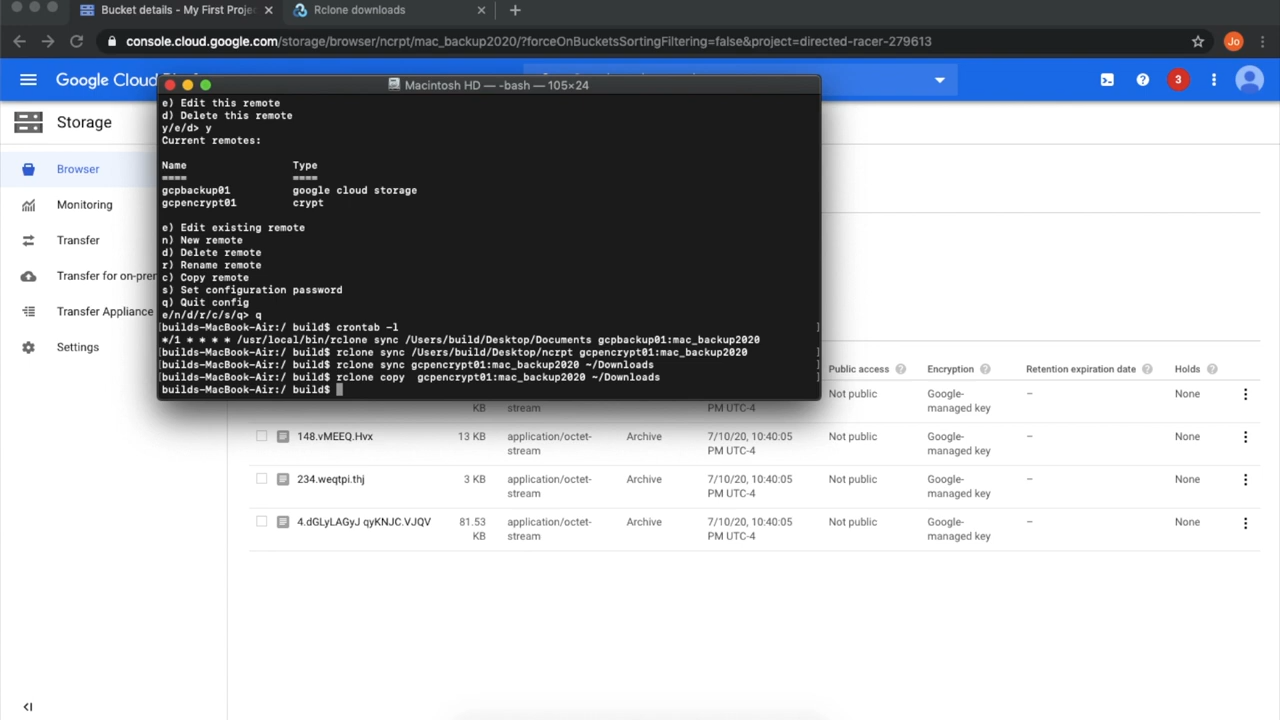 Bucket details - My First Proje
Rclone downloads
console.cloud.google.com/storage/browser/ncrpt/mac_backup2020/?forceOnBucketsSortingFiltering=false&project=directed-racer-279613
Jo
Google Cloud
3
Macintosh HD — -bash — 105×24
Storage
Browser
Monitoring
Transfer
Transfer for on-prem
Transfer Appliance
Settings
e) Edit this remote
d) Delete this remote
y/e/d> y
Current remotes:
Name Type
==== ====
gcpbackup01 google cloud storage
gcpencrypt01 crypt
e) Edit existing remote
n) New remote
d) Delete remote
r) Rename remote
c) Copy remote
s) Set configuration password
q) Quit config
e/n/d/r/c/s/q> q
[builds-MacBook-Air:/ build$ crontab -l ]
*/1 * * * * /usr/local/bin/rclone sync /Users/build/Desktop/Documents gcpbackup01:mac_backup2020
[builds-MacBook-Air:/ build$ rclone sync /Users/build/Desktop/ncrpt gcpencrypt01:mac_backup2020 ]
[builds-MacBook-Air:/ build$ rclone sync gcpencrypt01:mac_backup2020 ~/Downloads ]
[builds-MacBook-Air:/ build$ rclone copy  gcpencrypt01:mac_backup2020 ~/Downloads ]
builds-MacBook-Air:/ build$
Public access Encryption Retention expiration date Holds
Not public Google- – None
KB stream PM UTC-4 managed key
148.vMEEQ.Hvx 13 KB application/octet- Archive 7/10/20, 10:40:05 Not public Google- – None
stream PM UTC-4 managed key
234.weqtpi.thj 3 KB application/octet- Archive 7/10/20, 10:40:05 Not public Google- – None
stream PM UTC-4 managed key
4.dGLyLAGyJ qyKNJC.VJQV 81.53 application/octet- Archive 7/10/20, 10:40:05 Not public Google- – None
KB stream PM UTC-4 managed key